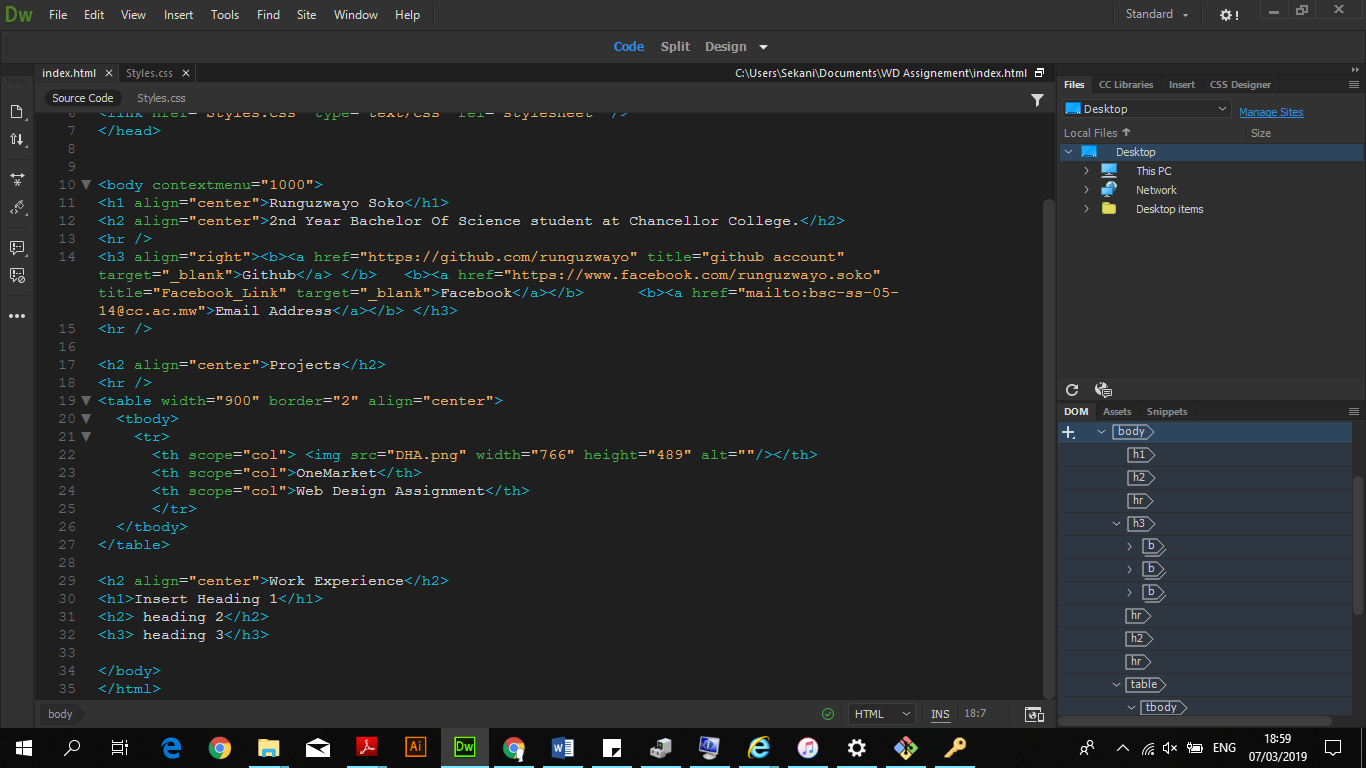 Dw File Edit View Insert Tools Find Site Window Help Standard !
Code Split Design
index.html × Styles.css × C:\Users\Sekani\Documents\WD Assignement\index.html
Source Code Styles.css
6 <link href="Styles.css" type="text/css" rel="stylesheet" />
7 </head>
8
9
10 <body contextmenu="1000">
11 <h1 align="center">Runguzwayo Soko</h1>
12 <h2 align="center">2nd Year Bachelor Of Science student at Chancellor College.</h2>
13 <hr />
14 <h3 align="right"><b><a href="https://github.com/runguzwayo" title="github account"
target="_blank">Github</a> </b>   <b><a href="https://www.facebook.com/runguzwayo.soko"
title="Facebook_Link" target="_blank">Facebook</a></b>      <b><a href="mailto:bsc-ss-05-
14@cc.ac.mw">Email Address</a></b> </h3>
15 <hr />
16
17 <h2 align="center">Projects</h2>
18 <hr />
19 <table width="900" border="2" align="center">
20 <tbody>
21 <tr>
22 <th scope="col"> <img src="DHA.png" width="766" height="489" alt=""/></th>
23 <th scope="col">OneMarket</th>
24 <th scope="col">Web Design Assignment</th>
25 </tr>
26 </tbody>
27 </table>
28
29 <h2 align="center">Work Experience</h2>
30 <h1>Insert Heading 1</h1>
31 <h2> heading 2</h2>
32 <h3> heading 3</h3>
33
34 </body>
35 </html>
body HTML INS 18:7
Files CC Libraries Insert CSS Designer
Desktop Manage Sites
Local Files Size
Desktop
This PC
Network
Desktop items
DOM Assets Snippets
body
h1
h2
hr
h3
b
b
b
hr
h2
hr
table
tbody
Ai Dw ENG 18:59
07/03/2019